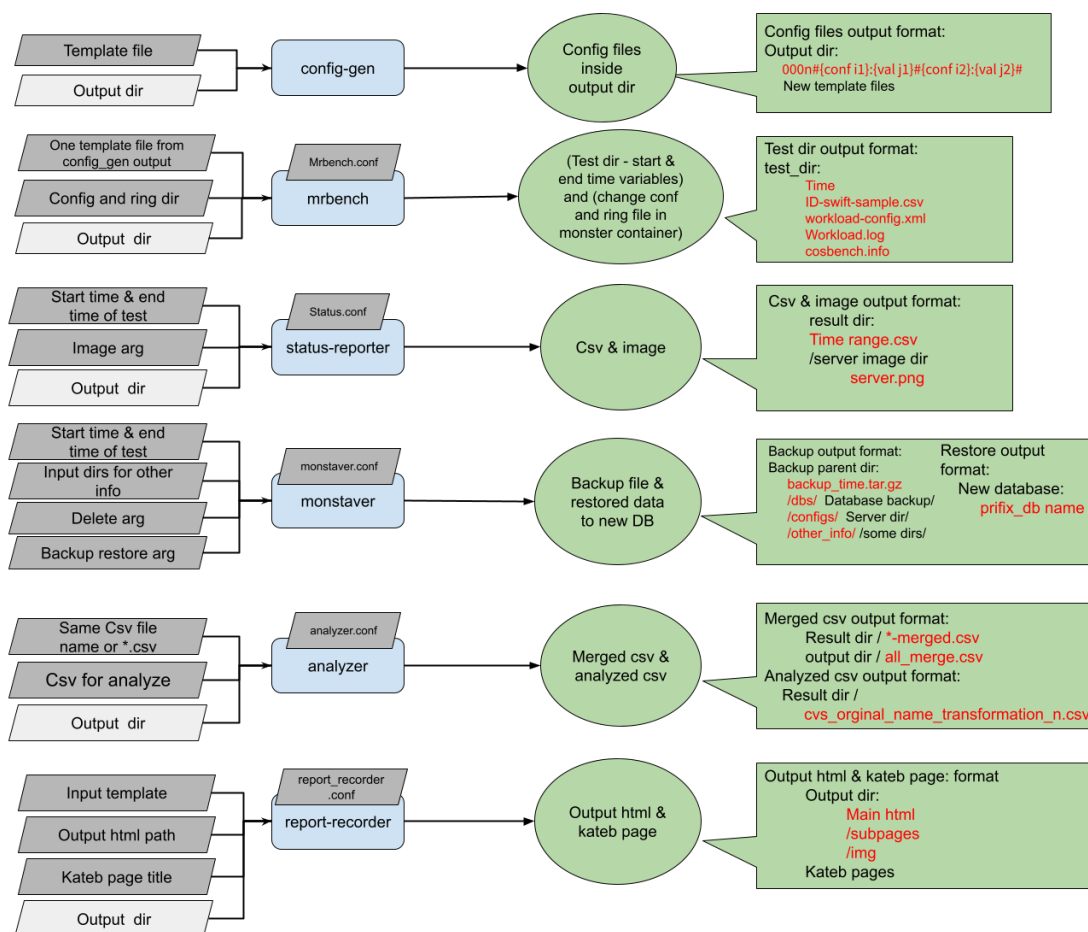 Template file
Output dir
config-gen
Config files
inside
output dir
Config files output format:
Output dir:
000n#{conf i1}:{val j1}#{conf i2}:{val j2}#
New template files
One template file from
config_gen output
Config and ring dir
Output dir
Mrbench.conf
mrbench
(Test dir - start &
end time variables)
and (change conf
and ring file in
monster container)
Test dir output format:
test_dir:
Time
ID-swift-sample.csv
workload-config.xml
Workload.log
cosbench.info
Start time & end
time of test
Image arg
Output dir
Status.conf
status-reporter
Csv & image
Csv & image output format:
result dir:
Time range.csv
/server image dir
server.png
Start time & end
time of test
Input dirs for other
info
Delete arg
Backup restore arg
monstaver.conf
monstaver
Backup file &
restored data
to new DB
Backup output format:
Backup parent dir:
backup_time.tar.gz
/dbs/ Database backup/
/configs/ Server dir/
/other_info/ /some dirs/
Restore output
format:
New database:
prifix_db name
Same Csv file
name or *.csv
Csv for analyze
Output dir
analyzer.conf
analyzer
Merged csv &
analyzed csv
Merged csv output format:
Result dir / *-merged.csv
output dir / all_merge.csv
Analyzed csv output format:
Result dir /
cvs_orginal_name_transformation_n.csv
Input template
Output html path
Kateb page title
Output dir
report_recorder
.conf
report-recorder
Output html &
kateb page
Output html & kateb page: format
Output dir:
Main html
/subpages
/img
Kateb pages